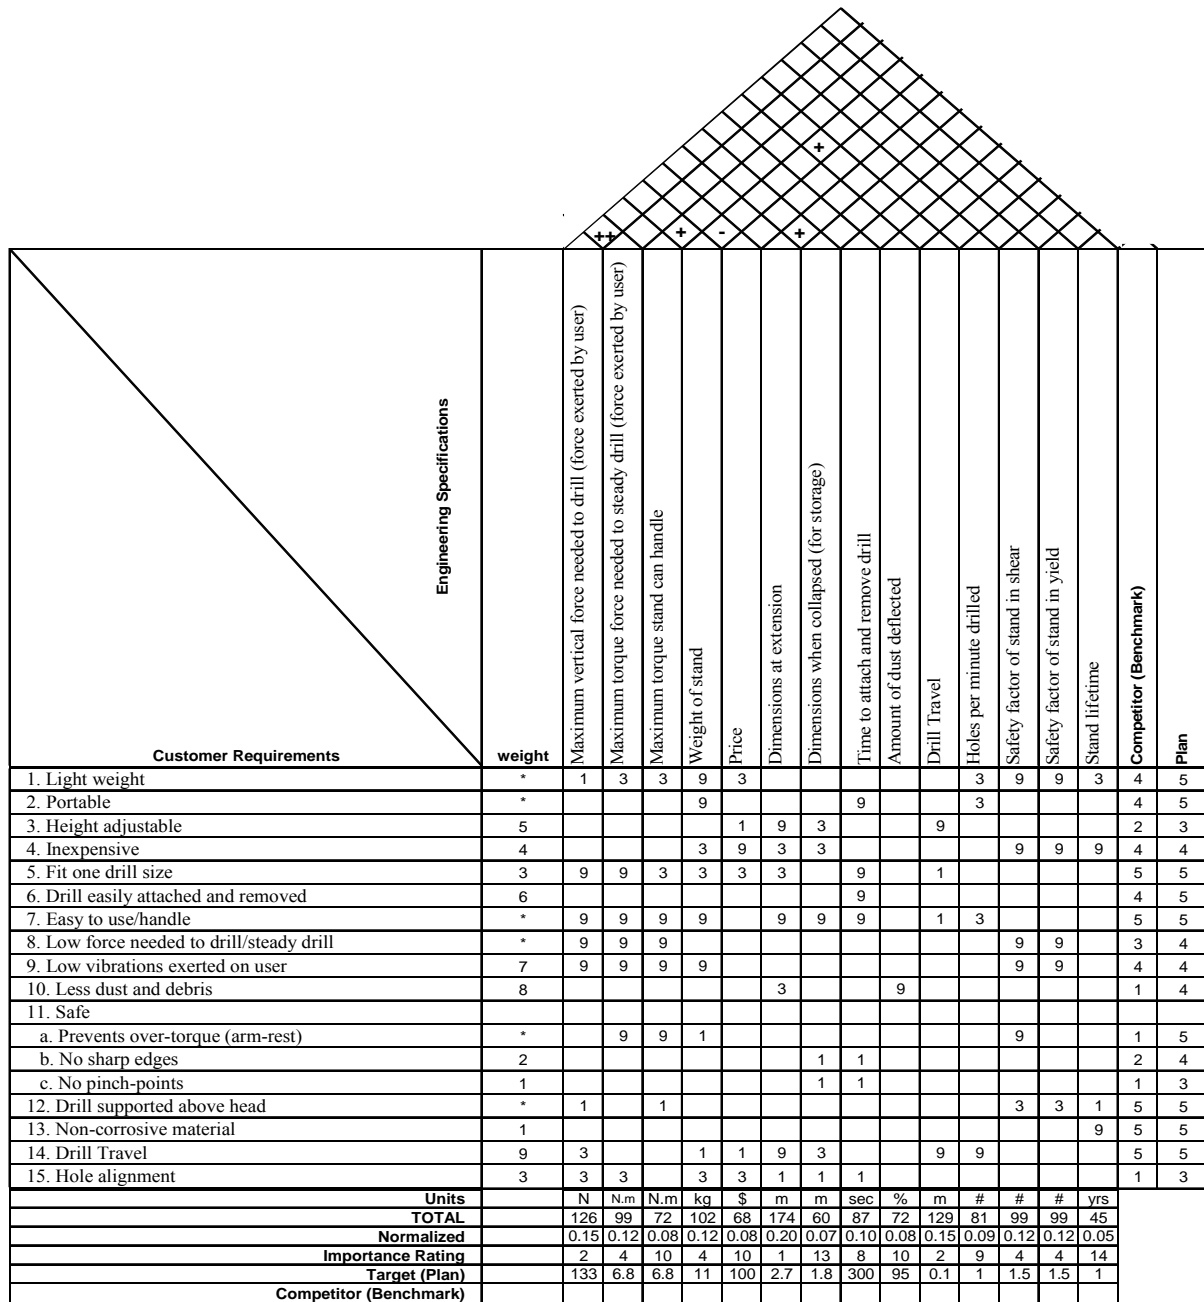 +
++ + - +
Engineering Specifications
Customer Requirements
weight
Maximum vertical force needed to drill (force exerted by user)
Maximum torque force needed to steady drill (force exerted by user)
Maximum torque stand can handle
Weight of stand
Price
Dimensions at extension
Dimensions when collapsed (for storage)
Time to attach and remove drill
Amount of dust deflected
Drill Travel
Holes per minute drilled
Safety factor of stand in shear
Safety factor of stand in yield
Stand lifetime
Competitor (Benchmark)
Plan
1. Light weight * 1 3 3 9 3 3 9 9 3 4 5
2. Portable * 9 9 3 4 5
3. Height adjustable 5 1 9 3 9 2 3
4. Inexpensive 4 3 9 3 3 9 9 9 4 4
5. Fit one drill size 3 9 9 3 3 3 3 9 1 5 5
6. Drill easily attached and removed 6 9 4 5
7. Easy to use/handle * 9 9 9 9 9 9 9 1 3 5 5
8. Low force needed to drill/steady drill * 9 9 9 9 9 3 4
9. Low vibrations exerted on user 7 9 9 9 9 9 9 4 4
10. Less dust and debris 8 3 9 1 4
11. Safe
a. Prevents over-torque (arm-rest) * 9 9 1 9 1 5
b. No sharp edges 2 1 1 2 4
c. No pinch-points 1 1 1 1 3
12. Drill supported above head * 1 1 3 3 1 5 5
13. Non-corrosive material 1 9 5 5
14. Drill Travel 9 3 1 1 9 3 9 9 5 5
15. Hole alignment 3 3 3 3 3 1 1 1 1 3
Units N N.m N.m kg $ m m sec % m # # # yrs
TOTAL 126 99 72 102 68 174 60 87 72 129 81 99 99 45
Normalized 0.15 0.12 0.08 0.12 0.08 0.20 0.07 0.10 0.08 0.15 0.09 0.12 0.12 0.05
Importance Rating 2 4 10 4 10 1 13 8 10 2 9 4 4 14
Target (Plan) 133 6.8 6.8 11 100 2.7 1.8 300 95 0.1 1 1.5 1.5 1
Competitor (Benchmark)